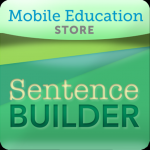 Mobile Education
STORE
Sentence
BUILDER